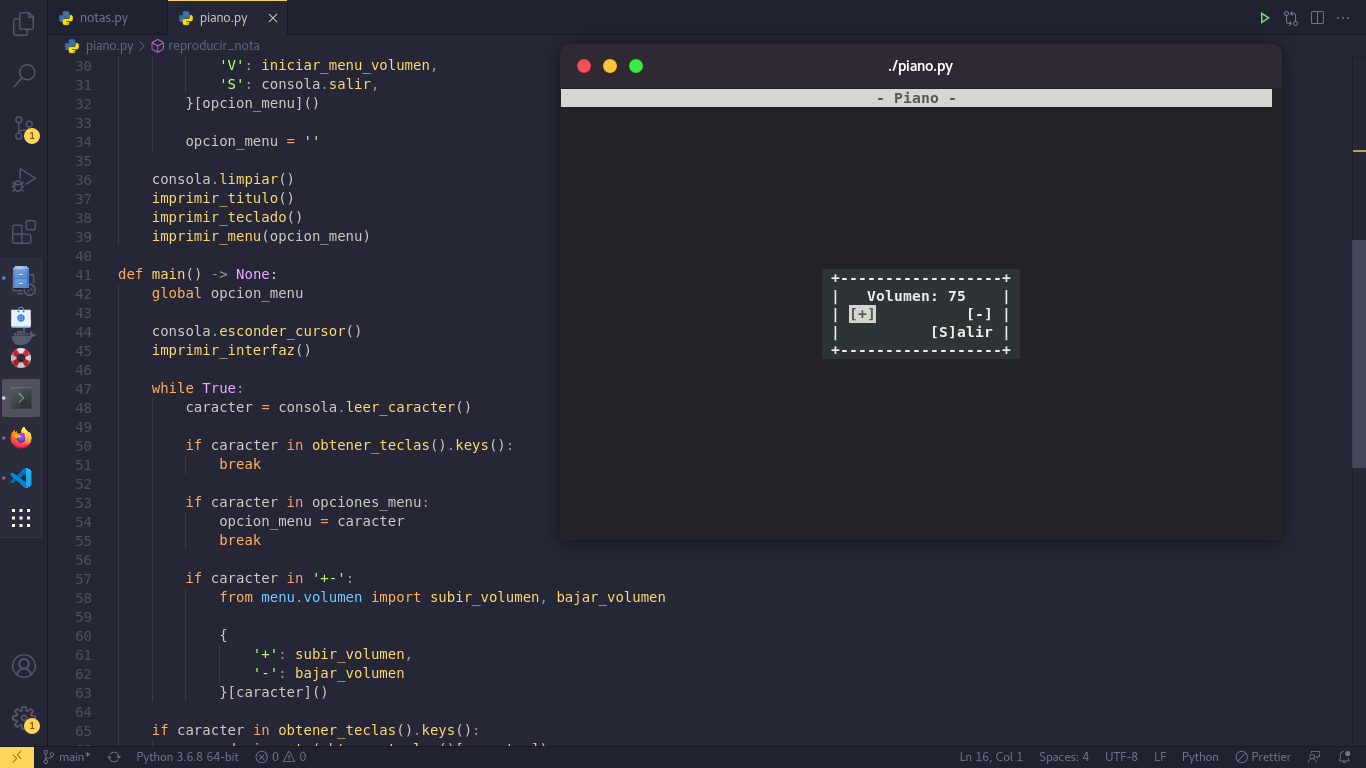 notas.py
piano.py
piano.py > reproducir_nota
30 'V': iniciar_menu_volumen,
31 'S': consola.salir,
32 }[opcion_menu]()
33
34 opcion_menu = ''
35
36 consola.limpiar()
37 imprimir_titulo()
38 imprimir_teclado()
39 imprimir_menu(opcion_menu)
40
41 def main() -> None:
42 global opcion_menu
43
44 consola.esconder_cursor()
45 imprimir_interfaz()
46
47 while True:
48 caracter = consola.leer_caracter()
49
50 if caracter in obtener_teclas().keys():
51 break
52
53 if caracter in opciones_menu:
54 opcion_menu = caracter
55 break
56
57 if caracter in '+-':
58 from menu.volumen import subir_volumen, bajar_volumen
59
60 {
61 '+': subir_volumen,
62 '-': bajar_volumen
63 }[caracter]()
64
65 if caracter in obtener_teclas().keys():
./piano.py
- Piano -
+------------------+
| Volumen: 75 |
| [+] [-] |
| [S]alir |
+------------------+
1
1
main* Python 3.6.8 64-bit 0 0 Ln 16, Col 1 Spaces: 4 UTF-8 LF Python Prettier